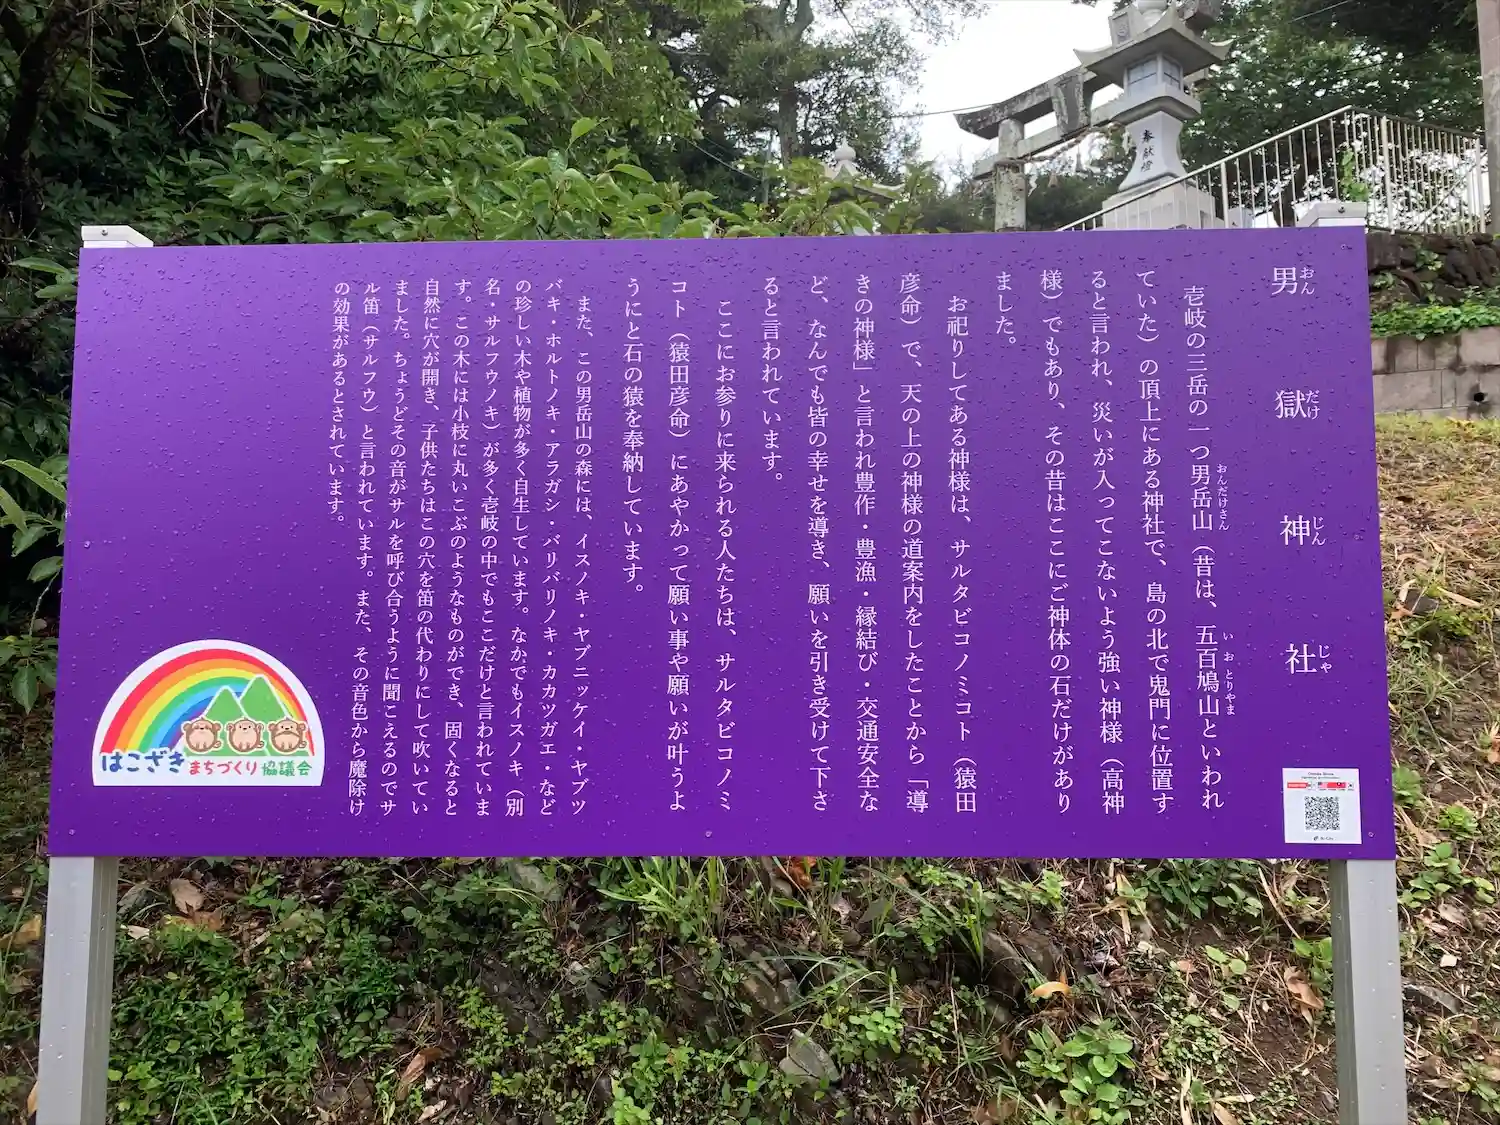 奉献燈
男獄神社
おんだけじんじゃ
壱岐の三岳の一つ男岳山（昔は、五百鳩山といわれ
おんだけさん
いおとりやま
ていた）の頂上にある神社で、島の北で鬼門に位置す
ると言われ、災いが入ってこないよう強い神様（高神
様）でもあり、その昔はここにご神体の石だけがあり
ました。
お祀りしてある神様は、サルタビコノミコト（猿田
彦命）で、天の上の神様の道案内をしたことから「導
きの神様」と言われ豊作・豊漁・縁結び・交通安全な
ど、なんでも皆の幸せを導き、願いを引き受けて下さ
ると言われています。
ここにお参りに来られる人たちは、サルタビコノミ
コト（猿田彦命）にあやかって願い事や願いが叶うよ
うにと石の猿を奉納しています。
また、この男岳山の森には、イスノキ・ヤブニッケイ・ヤブツ
バキ・ホルトノキ・アラガシ・バリバリノキ・カカツガエ・など
の珍しい木や植物が多く自生しています。なかでもイスノキ（別
名・サルフウノキ）が多く壱岐の中でもここだけと言われていま
す。この木には小枝に丸いこぶのようなものができ、固くなると
自然に穴が開き、子供たちはこの穴を笛の代わりにして吹いてい
ました。ちょうどその音がサルを呼び合うように聞こえるのでサ
ル笛（サルフウ）と言われています。また、その音色から魔除け
の効果があるとされています。
はこざき
まちづくり協議会